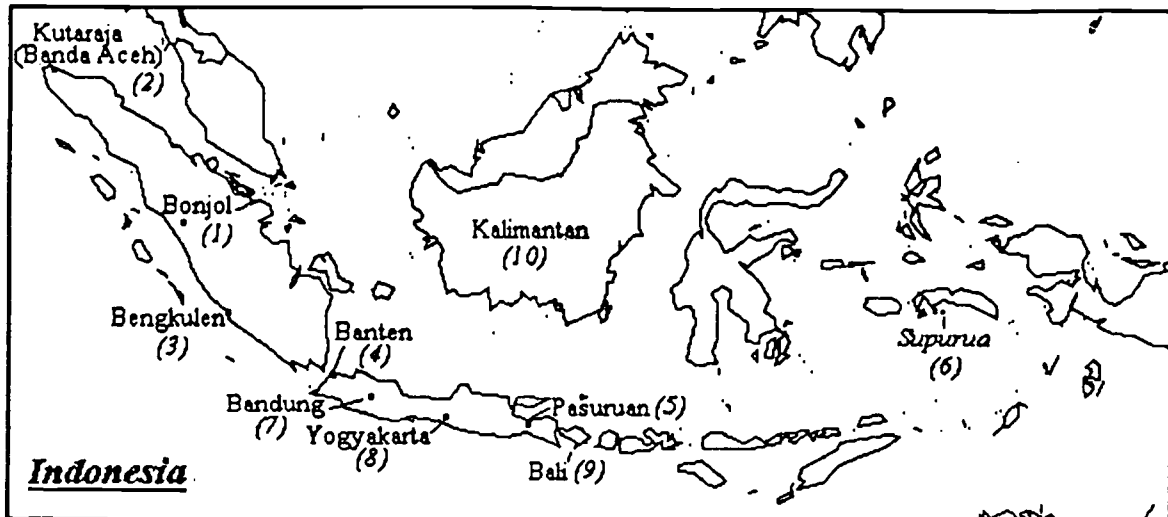 Kutaraja
(Banda Aceh)
(2)
Bonjol
(1)
Kalimantan
(10)
Bengkulen
(3)
Banten
(4)
Supurua
(6)
Bandung
(7)
Pasuruan (5)
Yogyakarta
(8)
Bali (9)
Indonesia